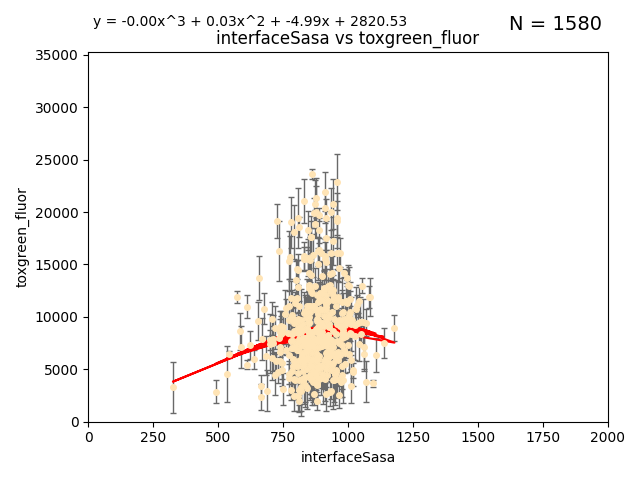 y = -0.00x^3 + 0.03x^2 + -4.99x + 2820.53
N = 1580
interfaceSasa vs toxgreen_fluor
35000
30000
25000
20000
15000
10000
5000
0
toxgreen_fluor
0 250 500 750 1000 1250 1500 1750 2000
interfaceSasa